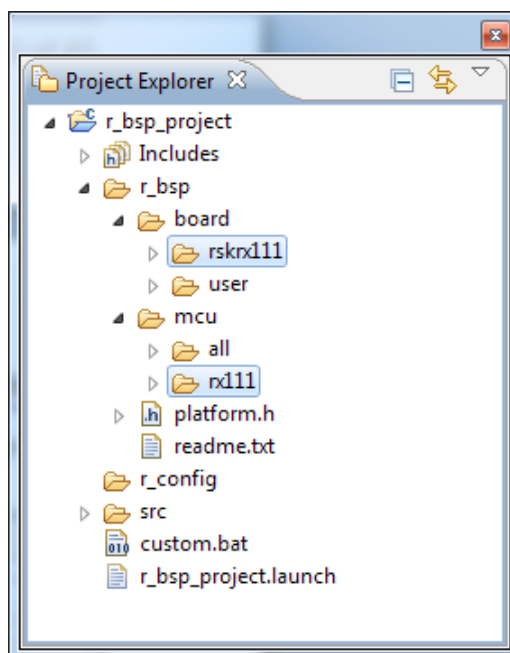 Project Explorer
r_bsp_project
Includes
r_bsp
board
rskrx111
user
mcu
all
rx111
platform.h
readme.txt
r_config
src
custom.bat
r_bsp_project.launch